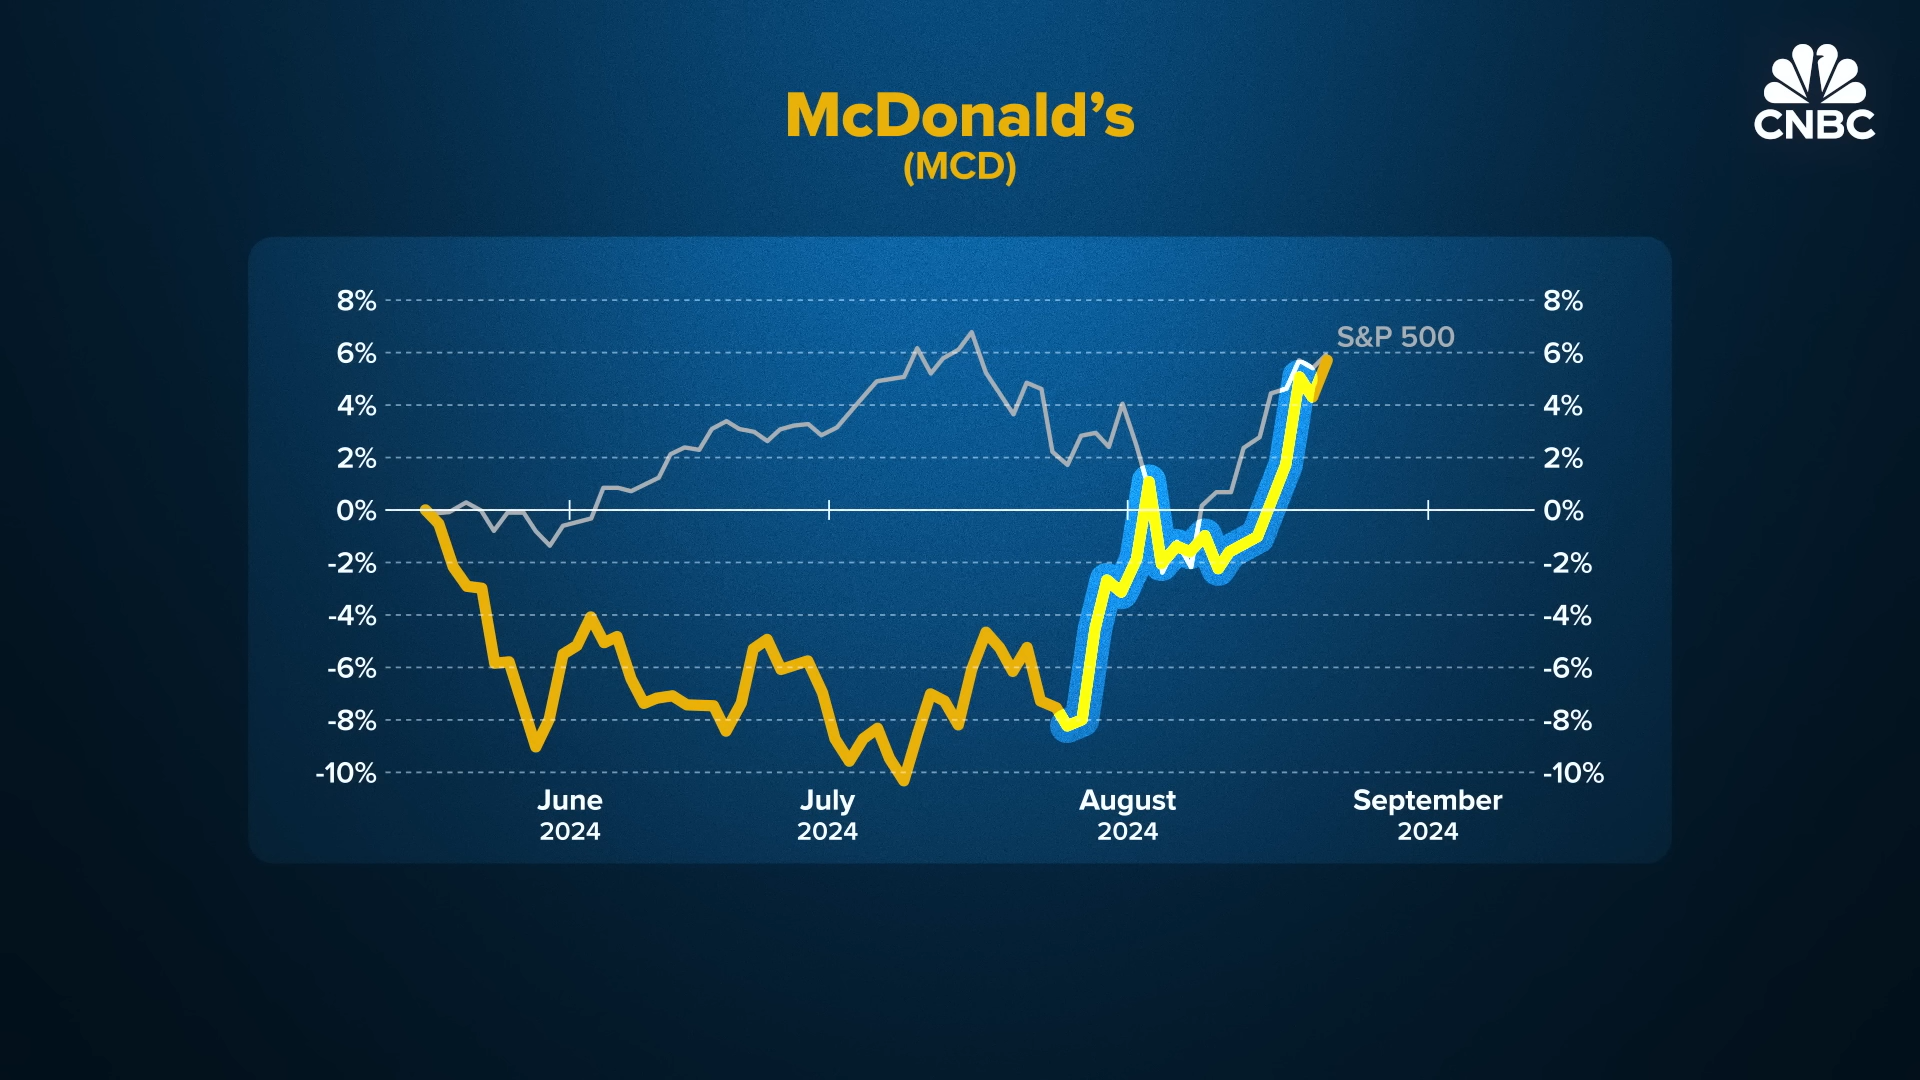 CNBC
McDonald’s
(MCD)
8% 8%
S&P 500
6% 6%
4% 4%
2% 2%
0% 0%
-2% -2%
-4% -4%
-6% -6%
-8% -8%
-10% -10%
June July August September
2024 2024 2024 2024